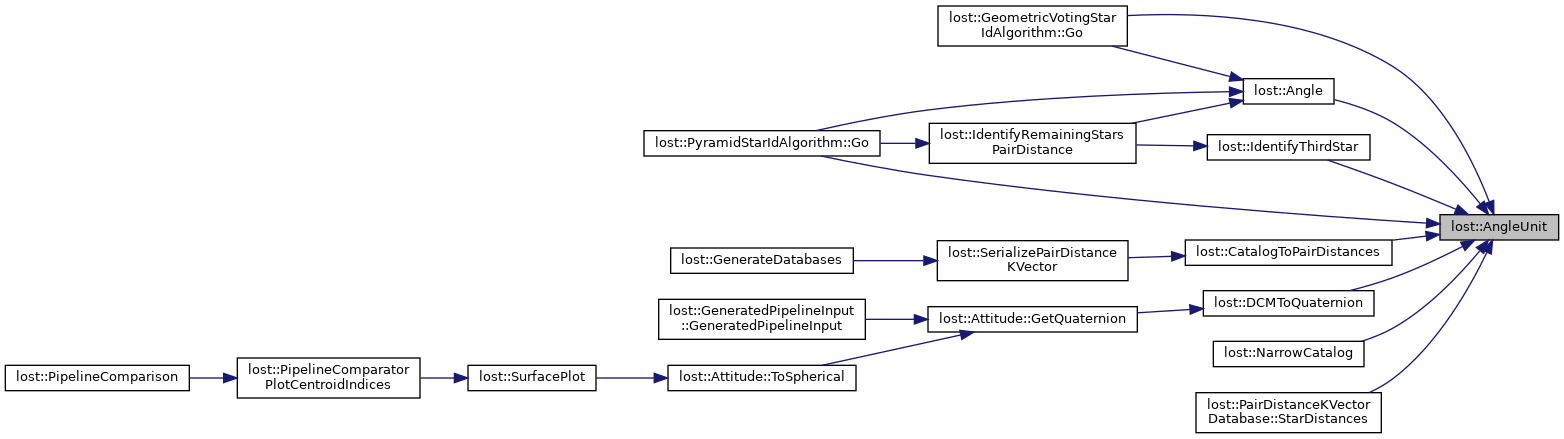 lost::GeometricVotingStar
IdAlgorithm::Go
lost::Angle
lost::PyramidStarIdAlgorithm::Go
lost::IdentifyRemainingStars
PairDistance
lost::IdentifyThirdStar
lost::AngleUnit
lost::GenerateDatabases
lost::SerializePairDistance
KVector
lost::CatalogToPairDistances
lost::GeneratedPipelineInput
::GeneratedPipelineInput
lost::Attitude::GetQuaternion
lost::DCMToQuaternion
lost::NarrowCatalog
lost::PipelineComparison
lost::PipelineComparator
PlotCentroidIndices
lost::SurfacePlot
lost::Attitude::ToSpherical
lost::PairDistanceKVector
Database::StarDistances